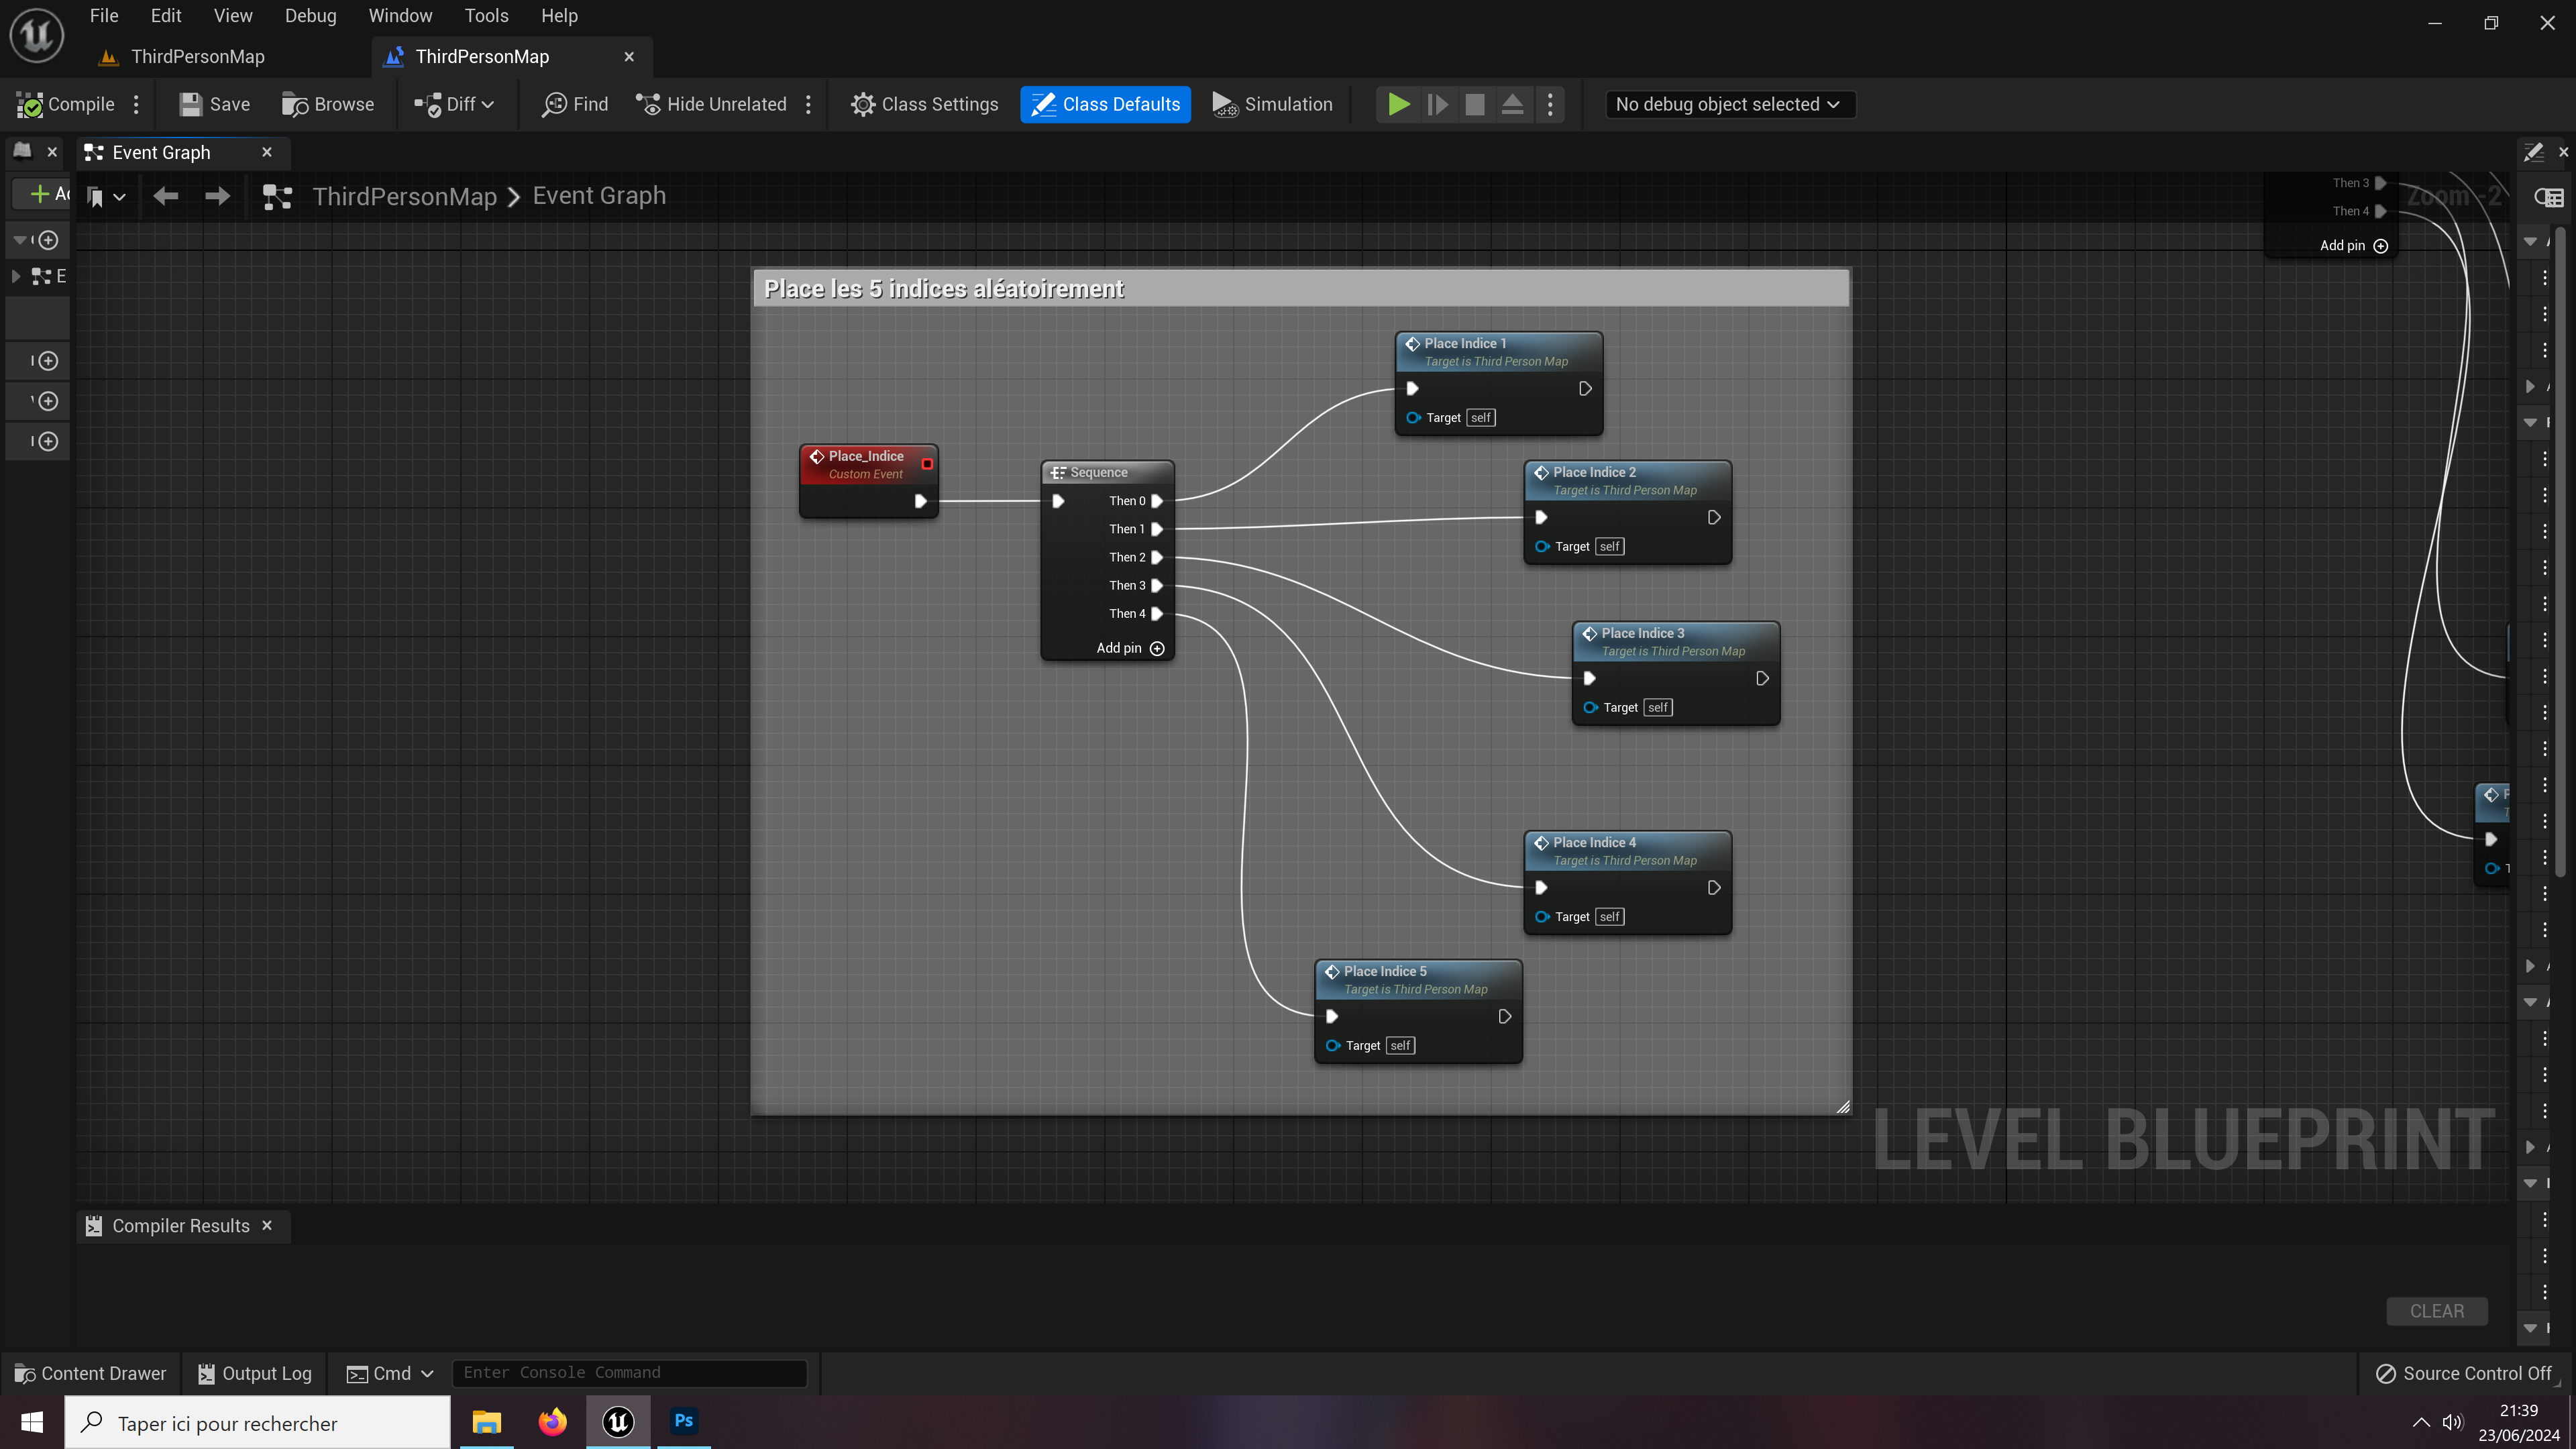 File Edit View Debug Window Tools Help
ThirdPersonMap ThirdPersonMap
Compile Save Browse Diff Find Hide Unrelated Class Settings Class Defaults Simulation No debug object selected
Event Graph
ThirdPersonMap > Event Graph
Zoom -2
Then 3
Then 4
Add pin
Place les 5 indices aléatoirement
Place Indice 1
Target is Third Person Map
Target self
Place_Indice
Custom Event
Sequence
Then 0
Then 1
Then 2
Then 3
Then 4
Add pin
Place Indice 2
Target is Third Person Map
Target self
Place Indice 3
Target is Third Person Map
Target self
Place Indice 4
Target is Third Person Map
Target self
Place Indice 5
Target is Third Person Map
Target self
LEVEL BLUEPRINT
Compiler Results
CLEAR
Content Drawer Output Log Cmd Enter Console Command Source Control Off
Taper ici pour rechercher
Ps
21:39
23/06/2024